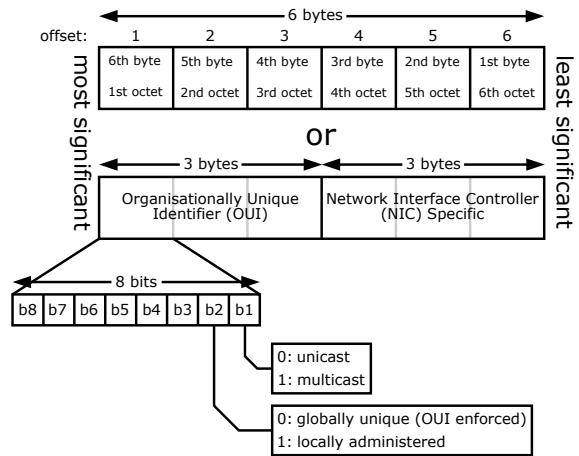 6 bytes
offset: 1 2 3 4 5 6
most significant
6th byte 5th byte 4th byte 3rd byte 2nd byte 1st byte
1st octet 2nd octet 3rd octet 4th octet 5th octet 6th octet
least significant
or
3 bytes 3 bytes
Organisationally Unique
Identifier (OUI)
Network Interface Controller
(NIC) Specific
8 bits
b8 b7 b6 b5 b4 b3 b2 b1
0: unicast
1: multicast
0: globally unique (OUI enforced)
1: locally administered